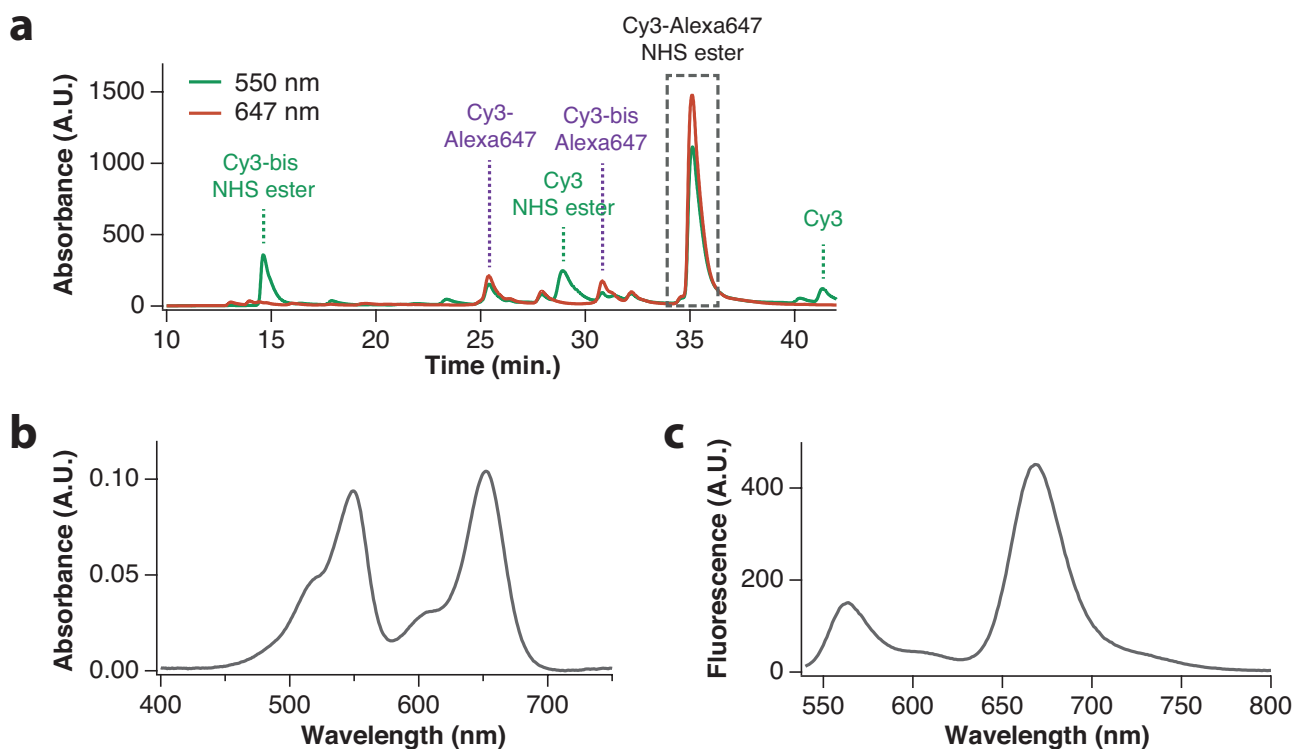 a
Cy3-Alexa647
NHS ester
550 nm
647 nm
Cy3-bis
NHS ester
Cy3-
Alexa647
Cy3
NHS ester
Cy3-bis
Alexa647
Cy3
Absorbance (A.U.)
1500
1000
500
0
10 15 20 25 30 35 40
Time (min.)
b
Absorbance (A.U.)
0.10
0.05
0.00
400 500 600 700
Wavelength (nm)
c
Fluorescence (A.U.)
400
200
0
550 600 650 700 750 800
Wavelength (nm)